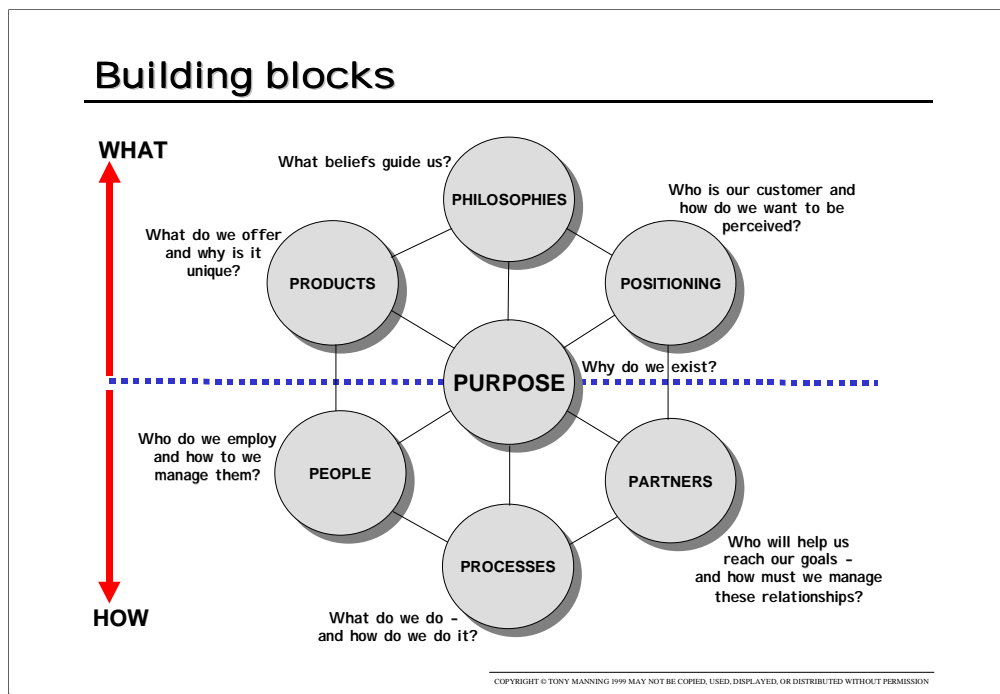 Building blocks
WHAT
What beliefs guide us?
PHILOSOPHIES
Who is our customer and
how do we want to be
perceived?
What do we offer
and why is it
unique?
PRODUCTS
POSITIONING
Why do we exist?
PURPOSE
Who do we employ
and how to we
manage them?
PEOPLE
PARTNERS
PROCESSES
Who will help us
reach our goals –
and how must we manage
these relationships?
HOW
What do we do –
and how do we do it?
COPYRIGHT © TONY MANNING 1999 MAY NOT BE COPIED, USED, DISPLAYED, OR DISTRIBUTED WITHOUT PERMISSION